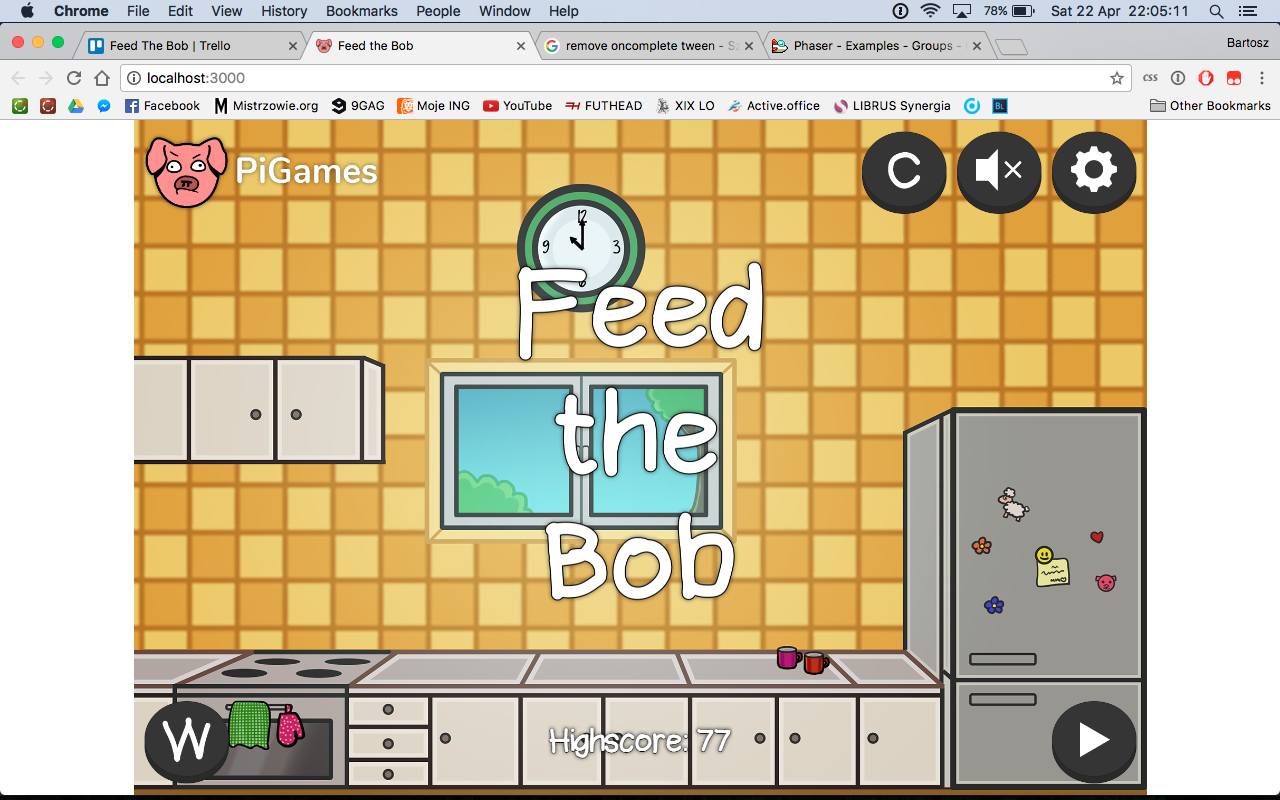 Chrome File Edit View History Bookmarks People Window Help 78% Sat 22 Apr 22:05:11
Feed The Bob | Trello Feed the Bob remove oncomplete tween - Sz Phaser - Examples - Groups - Bartosz
localhost:3000 css
Facebook Mistrzowie.org 9GAG Moje ING YouTube FUTHEAD XIX LO Active.office LIBRUS Synergia BL Other Bookmarks
PiGames C
12
9 3
Feed
the
Bob
W Highscore: 77